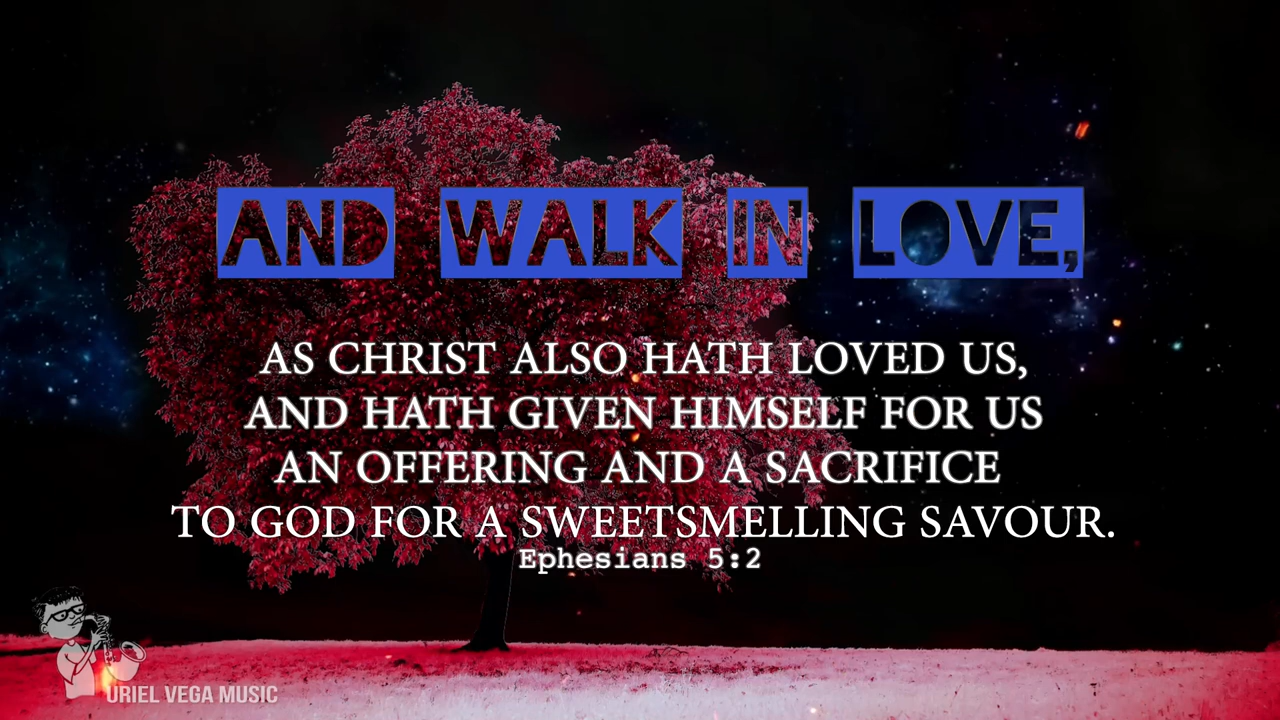 AND WALK IN LOVE,
AS CHRIST ALSO HATH LOVED US,
AND HATH GIVEN HIMSELF FOR US
AN OFFERING AND A SACRIFICE
TO GOD FOR A SWEETSMELLING SAVOUR.
Ephesians 5:2
URIEL VEGA MUSIC